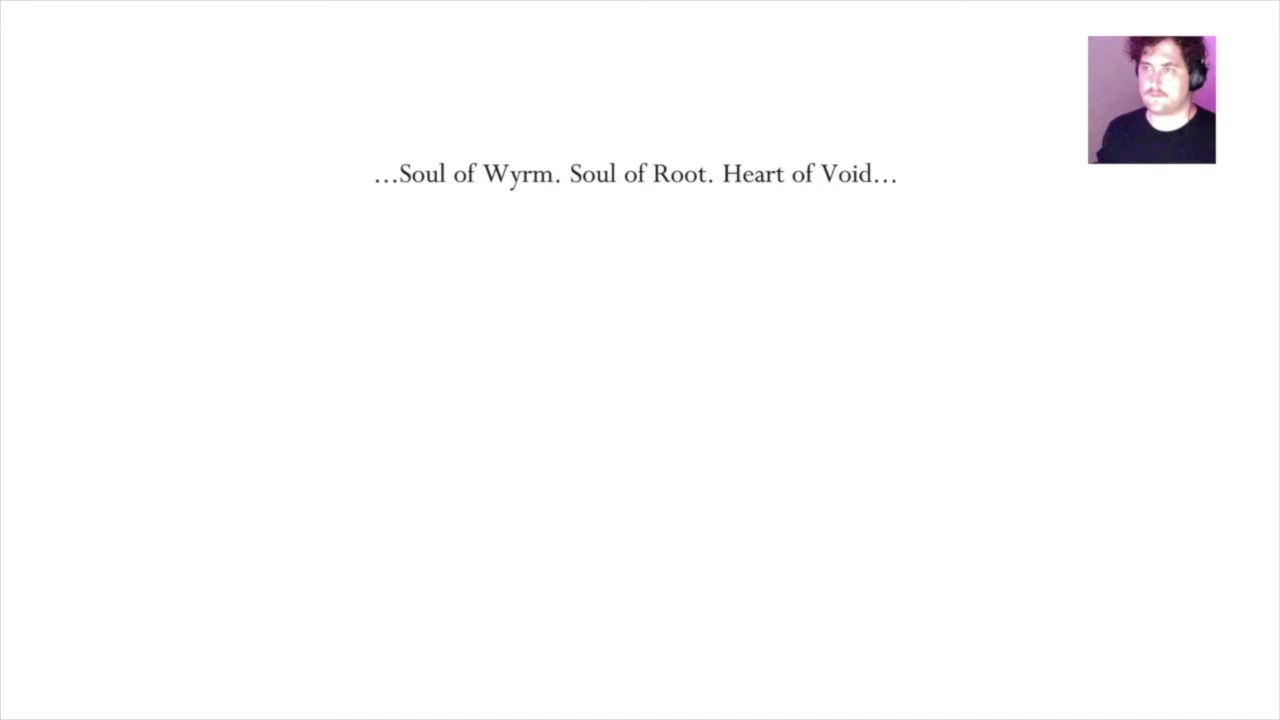 …Soul of Wyrm. Soul of Root. Heart of Void…